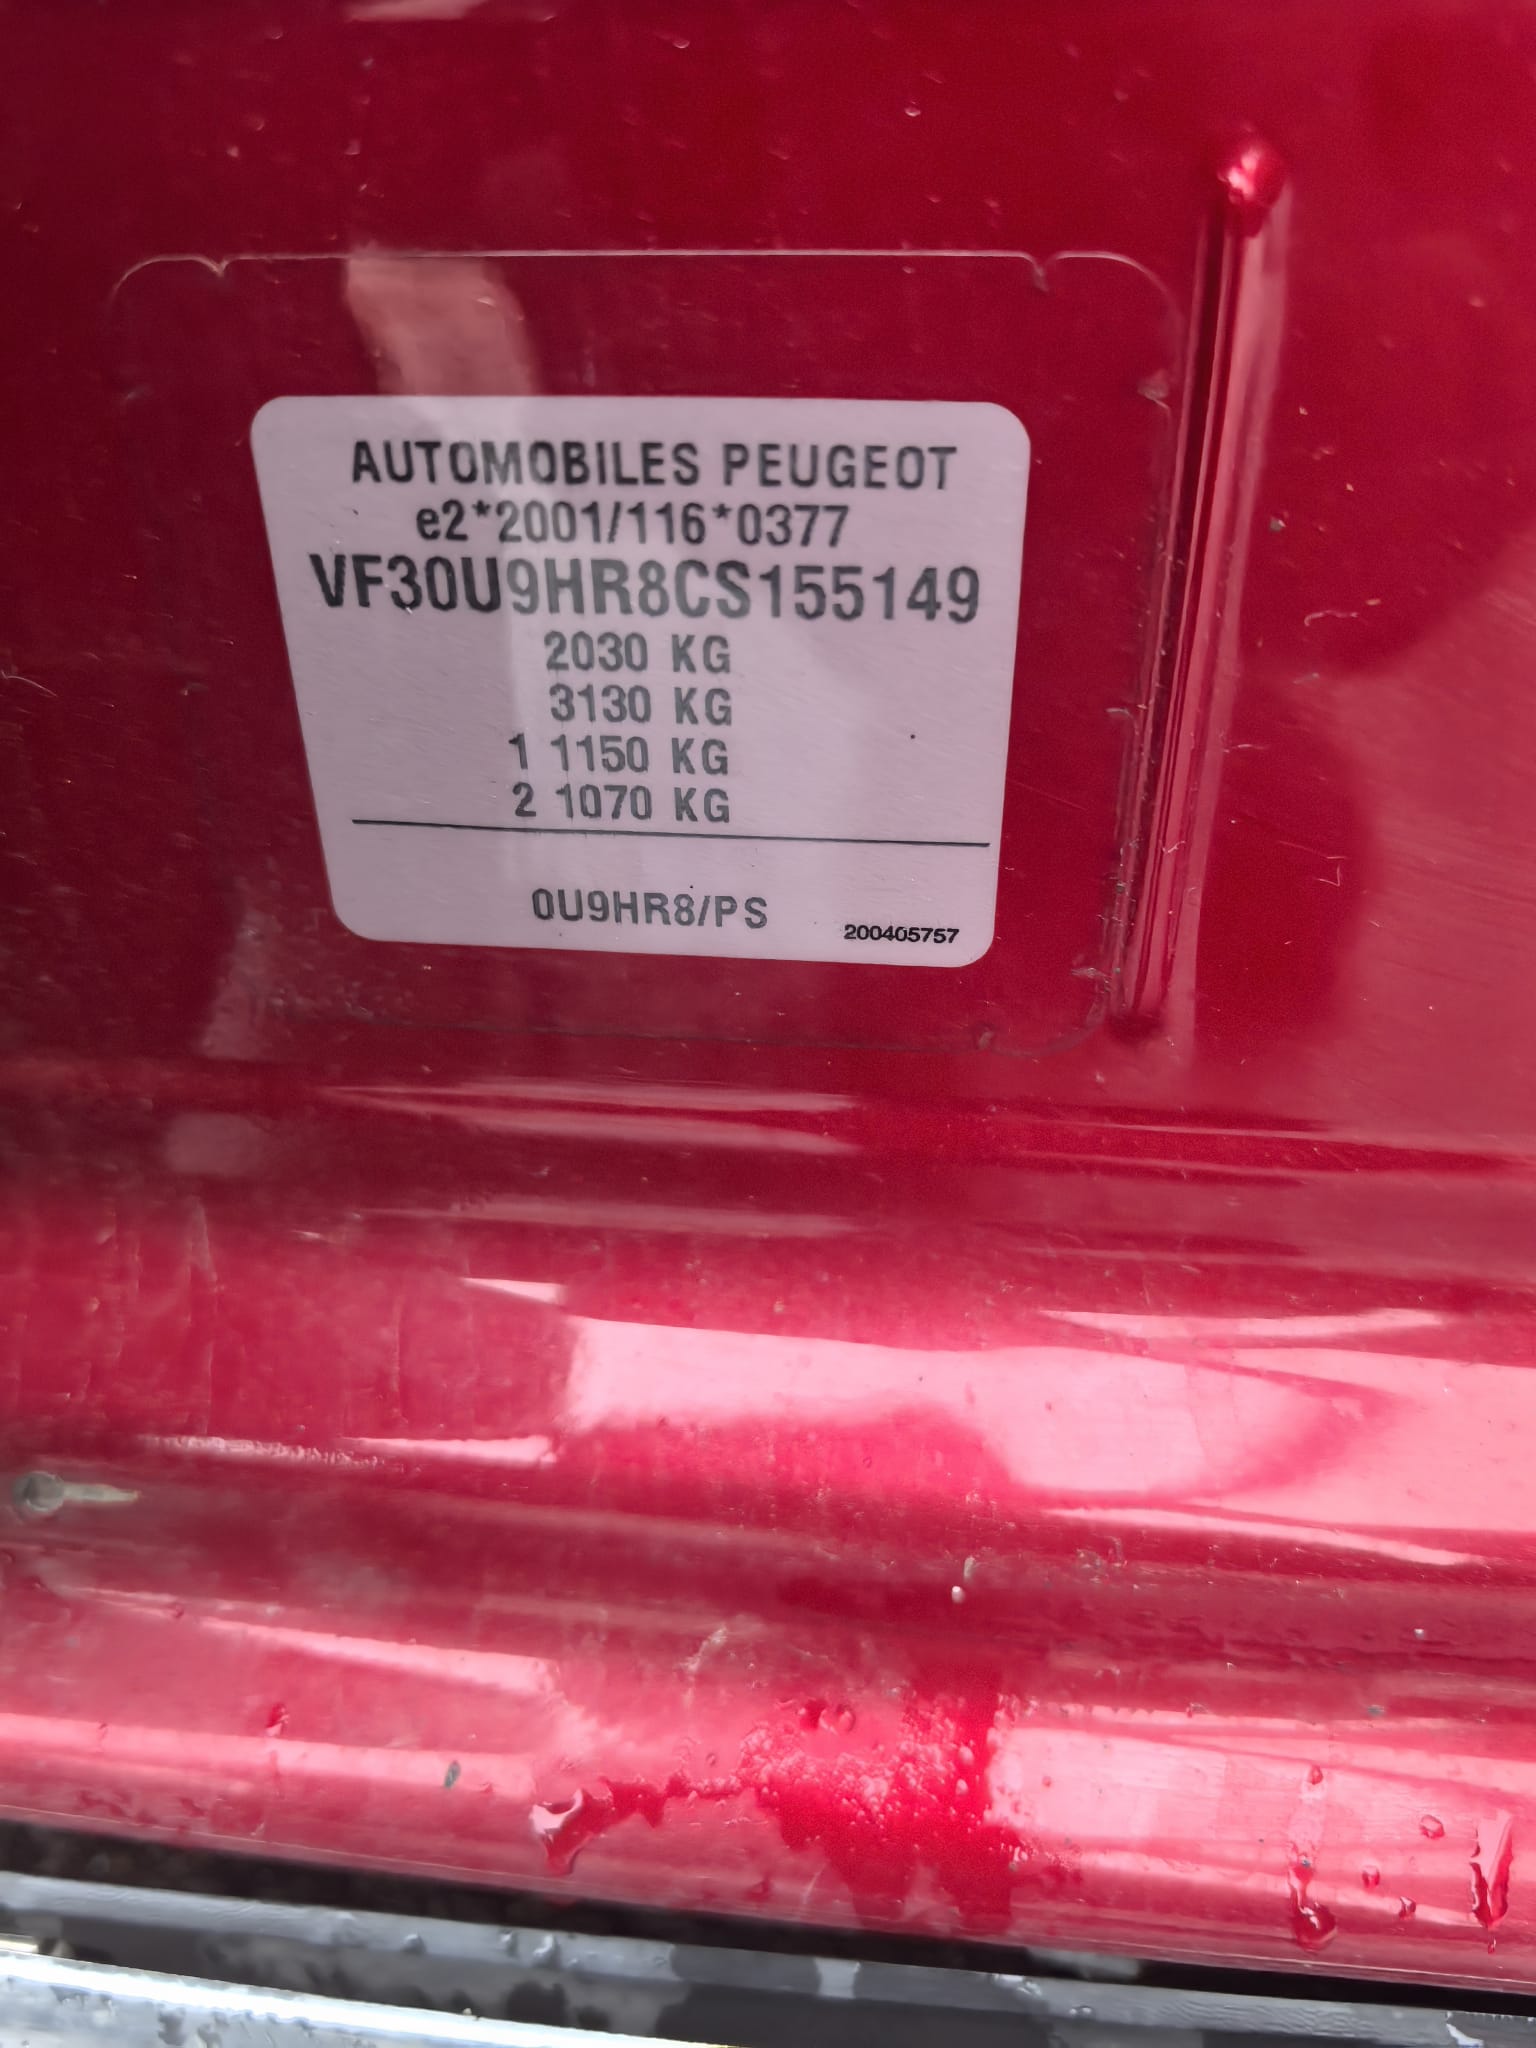 AUTOMOBILES PEUGEOT
e2*2001/116*0377
VF30U9HR8CS155149
2030 KG
3130 KG
1 1150 KG
2 1070 KG
0U9HR8/PS
200405757